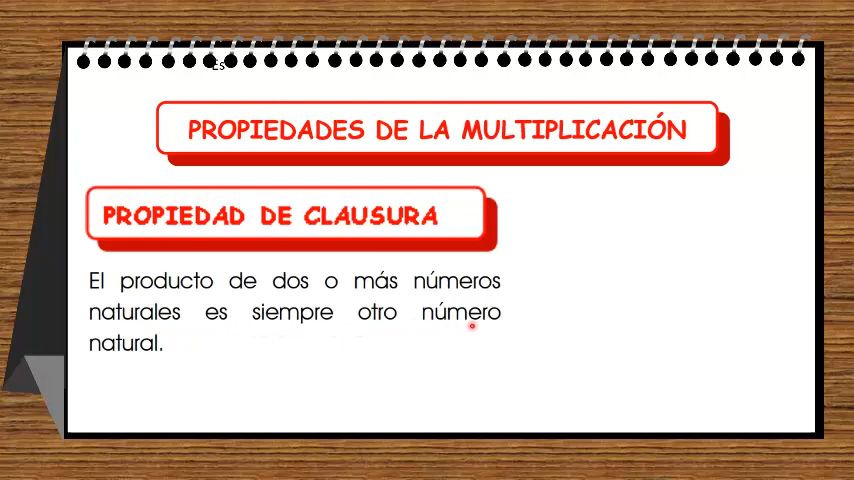 Es
PROPIEDADES DE LA MULTIPLICACIÓN
PROPIEDAD DE CLAUSURA
El producto de dos o más números
naturales es siempre otro número
natural.